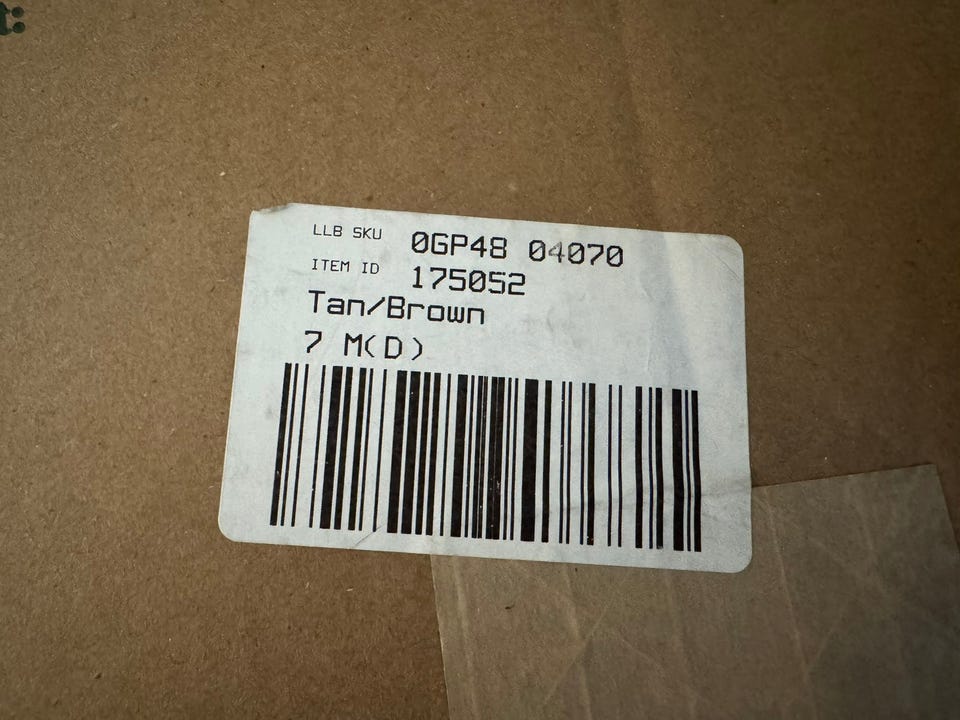 t:
LLB SKU 0GP48 04070
ITEM ID 175052
Tan/Brown
7 M(D)